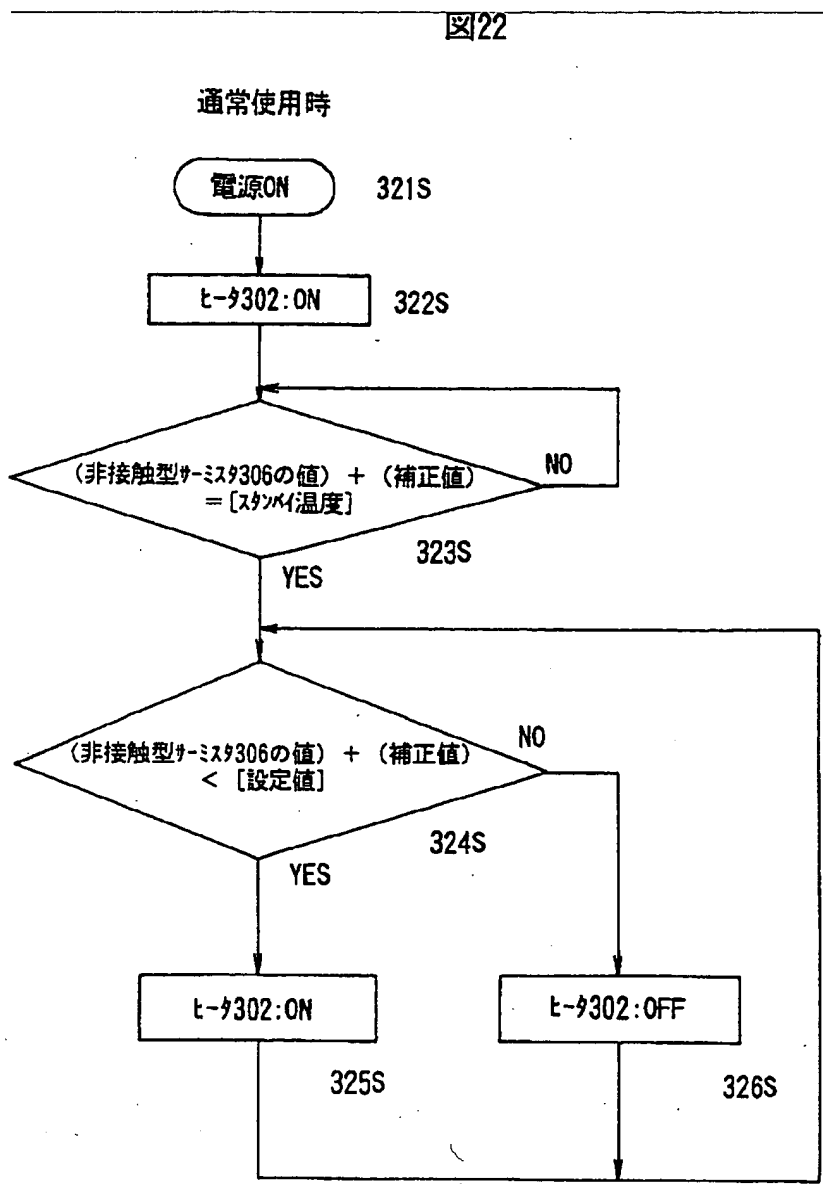 図22
通常使用時
電源ON
321S
ﾋｰﾀ302:ON
322S
(非接触型ｻｰﾐｽﾀ306の値) + (補正値)
= [ｽﾀﾝﾊﾞｲ温度]
NO
323S
YES
(非接触型ｻｰﾐｽﾀ306の値) + (補正値)
< [設定値]
NO
324S
YES
ﾋｰﾀ302:ON
ﾋｰﾀ302:OFF
325S
326S